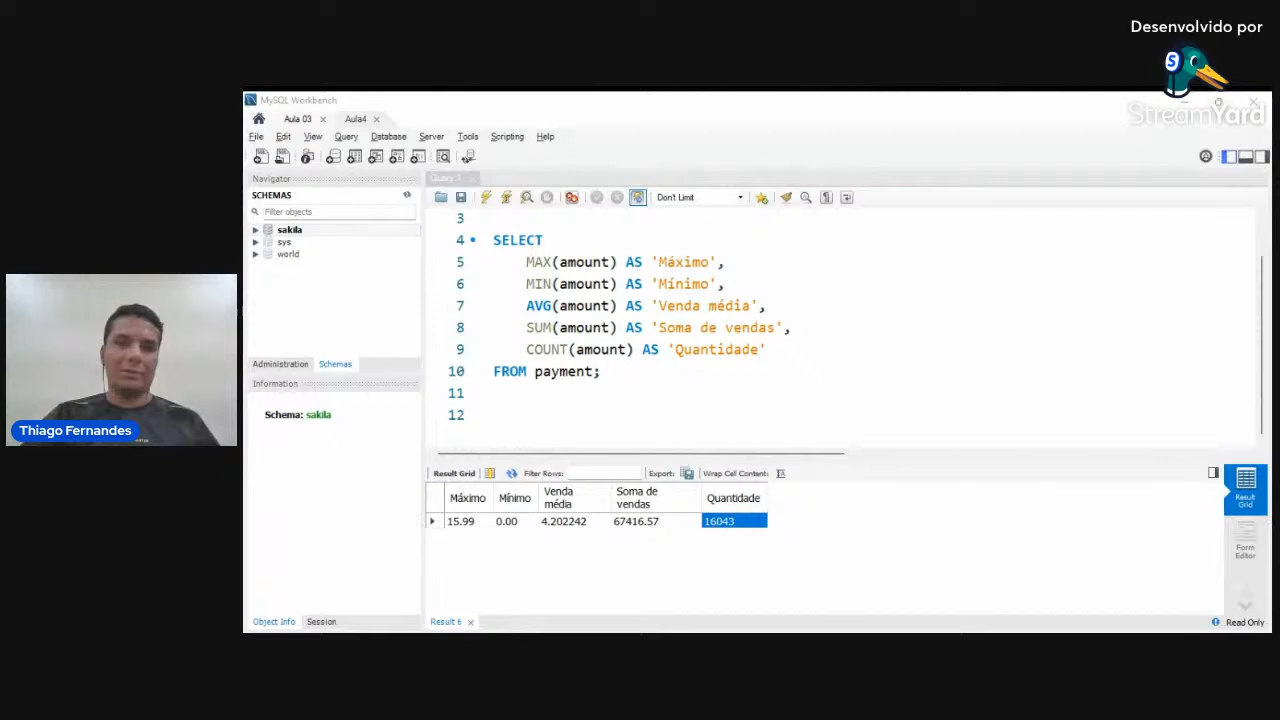 Desenvolvido por
StreamYard
MySQL Workbench
Aula 03
Aula4
File Edit View Query Database Server Tools Scripting Help
Navigator
SCHEMAS
Filter objects
sakila
sys
world
Administration Schemas
Information
Schema: sakila
Object Info Session
Don't Limit
3
4 SELECT
5 MAX(amount) AS 'Máximo',
6 MIN(amount) AS 'Mínimo',
7 AVG(amount) AS 'Venda média',
8 SUM(amount) AS 'Soma de vendas',
9 COUNT(amount) AS 'Quantidade'
10 FROM payment;
11
12
Result Grid Filter Rows: Export: Wrap Cell Content:
Máximo Mínimo Venda média Soma de vendas Quantidade
15.99 0.00 4.202242 67416.57 16043
Result Grid
Form Editor
Result 6
Read Only
Thiago Fernandes